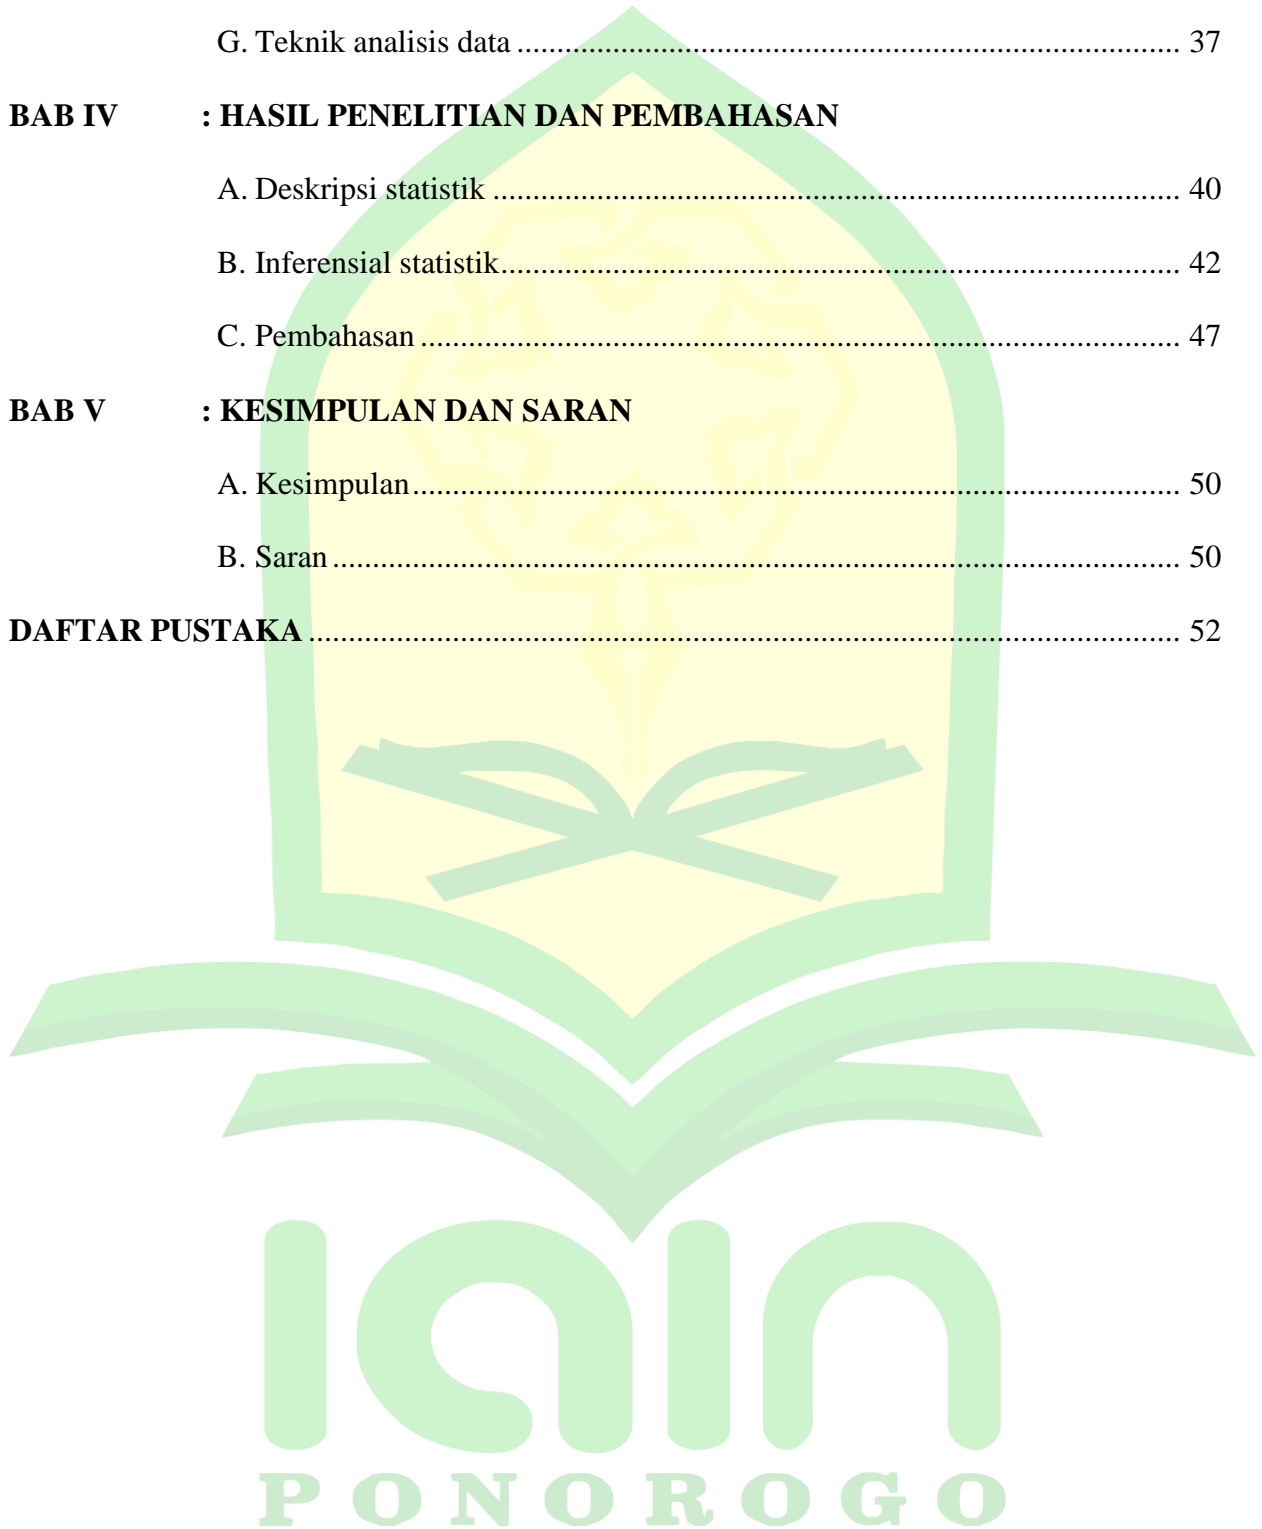 G. Teknik analisis data .................................................................................... 37
BAB IV : HASIL PENELITIAN DAN PEMBAHASAN
A. Deskripsi statistik ....................................................................................... 40
B. Inferensial statistik...................................................................................... 42
C. Pembahasan ................................................................................................ 47
BAB V : KESIMPULAN DAN SARAN
A. Kesimpulan................................................................................................. 50
B. Saran ........................................................................................................... 50
DAFTAR PUSTAKA .............................................................................................................. 52
IAIN
PONOROGO